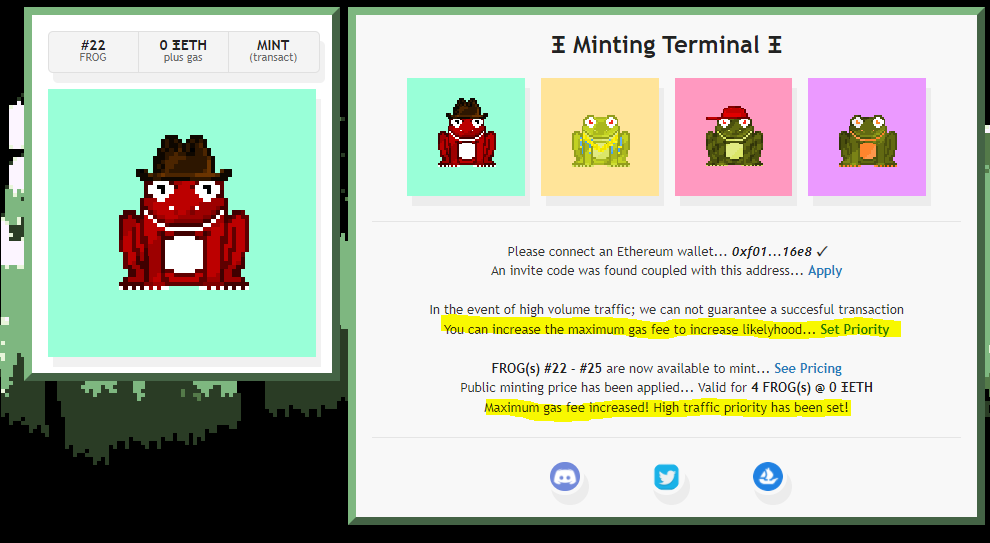 #22
FROG
0 ΞETH
plus gas
MINT
(transact)
Ξ Minting Terminal Ξ
Please connect an Ethereum wallet... 0xf01...16e8 ✓
An invite code was found coupled with this address... Apply
In the event of high volume traffic; we can not guarantee a succesful transaction
You can increase the maximum gas fee to increase likelyhood... Set Priority
FROG(s) #22 - #25 are now available to mint... See Pricing
Public minting price has been applied... Valid for 4 FROG(s) @ 0 ΞETH
Maximum gas fee increased! High traffic priority has been set!